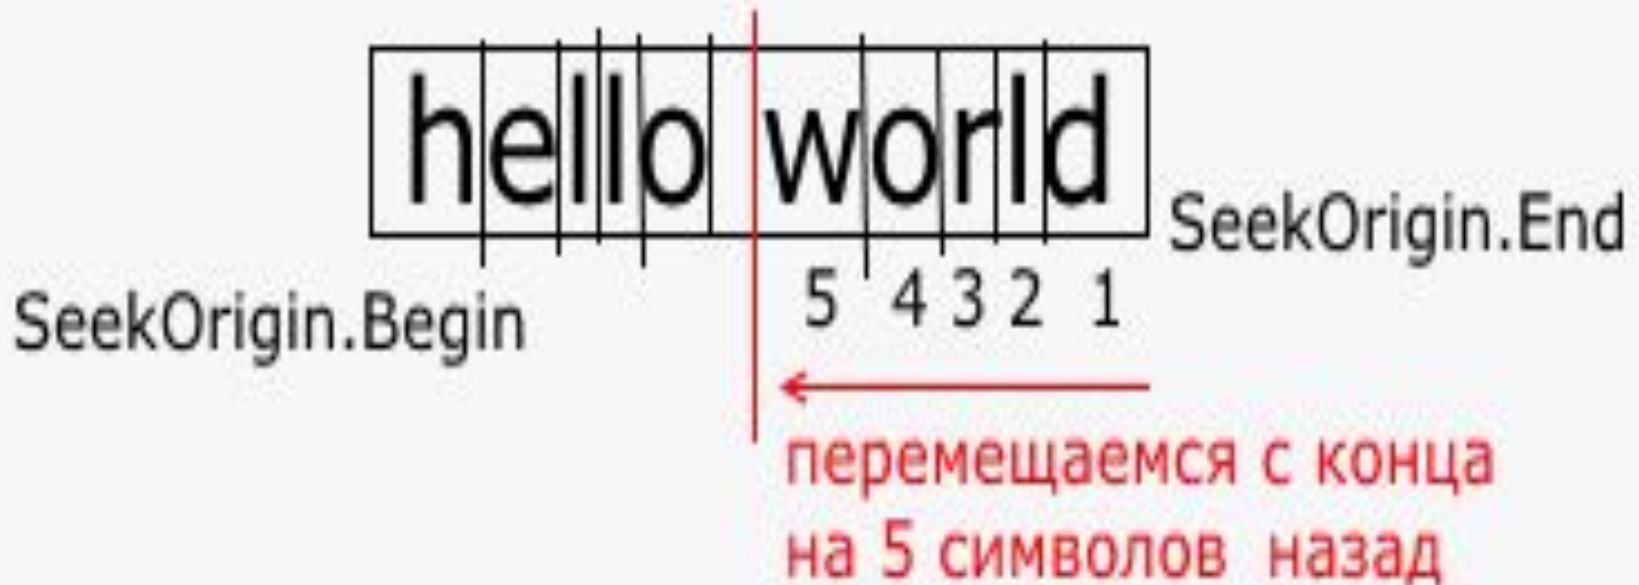 hello world
SeekOrigin.End
SeekOrigin.Begin
5 4 3 2 1
перемещаемся с конца
на 5 символов назад